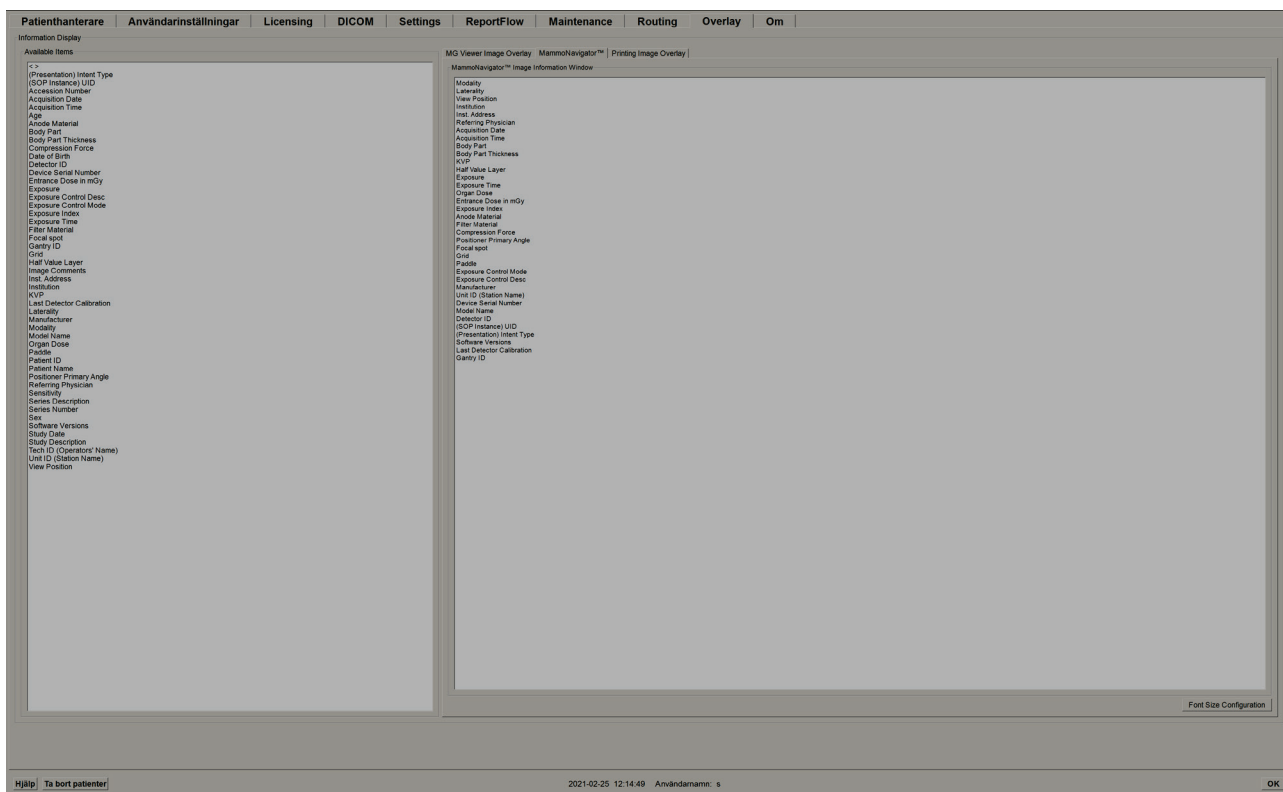 Patienthanterare Användarinställningar Licensing DICOM Settings ReportFlow Maintenance Routing Overlay Om
Information Display
Available Items
< >
(Presentation) Intent Type
(SOP Instance) UID
Accession Number
Acquisition Date
Acquisition Time
Age
Anode Material
Body Part
Body Part Thickness
Compression Force
Date of Birth
Detector ID
Device Serial Number
Entrance Dose in mGy
Exposure
Exposure Control Desc
Exposure Control Mode
Exposure Index
Exposure Time
Filter Material
Focal spot
Gantry ID
Grid
Half Value Layer
Image Comments
Inst. Address
Institution
KVP
Last Detector Calibration
Laterality
Manufacturer
Modality
Model Name
Organ Dose
Paddle
Patient ID
Patient Name
Positioner Primary Angle
Referring Physician
Sensitivity
Series Description
Series Number
Sex
Software Versions
Study Date
Study Description
Tech ID (Operators' Name)
Unit ID (Station Name)
View Position
MG Viewer Image Overlay MammoNavigator™ Printing Image Overlay
MammoNavigator™ Image Information Window
Modality
Laterality
View Position
Institution
Inst. Address
Referring Physician
Acquisition Date
Acquisition Time
Body Part
Body Part Thickness
KVP
Half Value Layer
Exposure
Exposure Time
Organ Dose
Entrance Dose in mGy
Exposure Index
Anode Material
Filter Material
Compression Force
Positioner Primary Angle
Focal spot
Grid
Paddle
Exposure Control Mode
Exposure Control Desc
Manufacturer
Unit ID (Station Name)
Device Serial Number
Model Name
Detector ID
(SOP Instance) UID
(Presentation) Intent Type
Software Versions
Last Detector Calibration
Gantry ID
Font Size Configuration
Hjälp Ta bort patienter 2021-02-25 12:14:49 Användarnamn: s OK